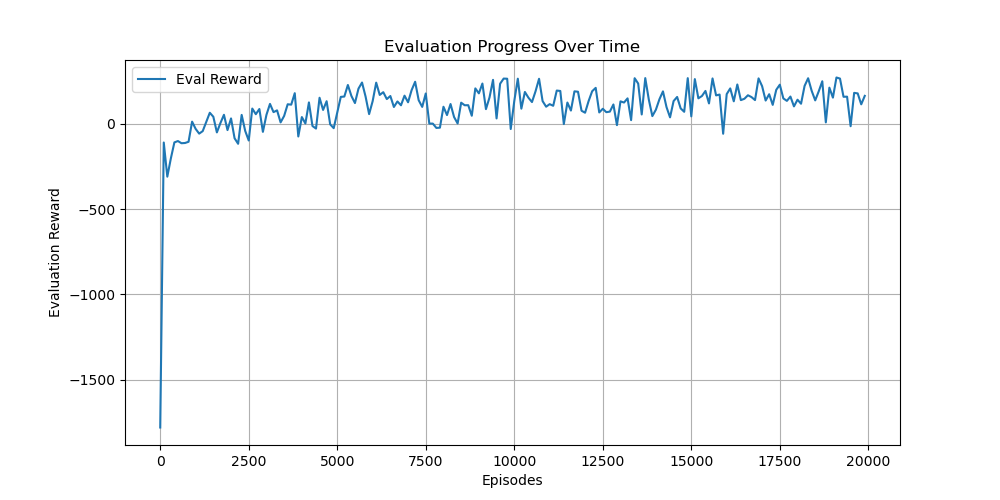 Evaluation Progress Over Time
Eval Reward
Evaluation Reward
0
−500
−1000
−1500
0 2500 5000 7500 10000 12500 15000 17500 20000
Episodes